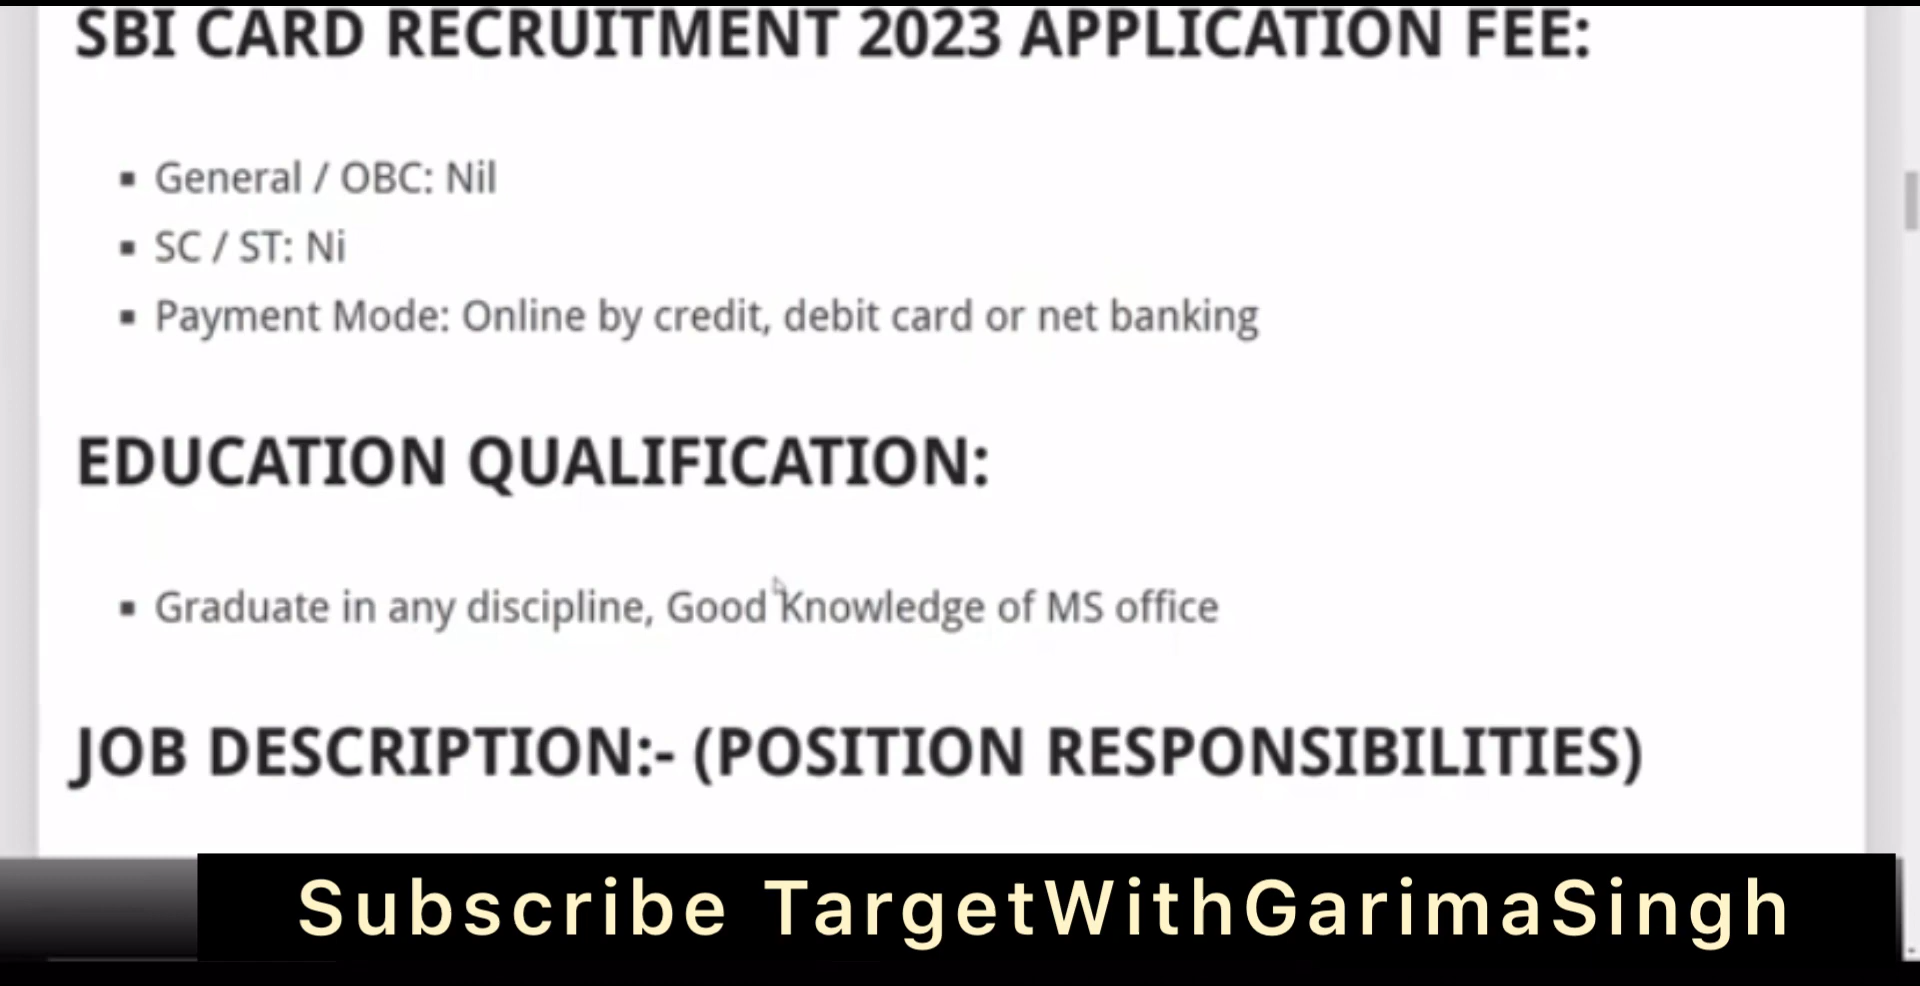 SBI CARD RECRUITMENT 2023 APPLICATION FEE:
General / OBC: Nil
SC / ST: Ni
Payment Mode: Online by credit, debit card or net banking
EDUCATION QUALIFICATION:
Graduate in any discipline, Good Knowledge of MS office
JOB DESCRIPTION:- (POSITION RESPONSIBILITIES)
Subscribe TargetWithGarimaSingh